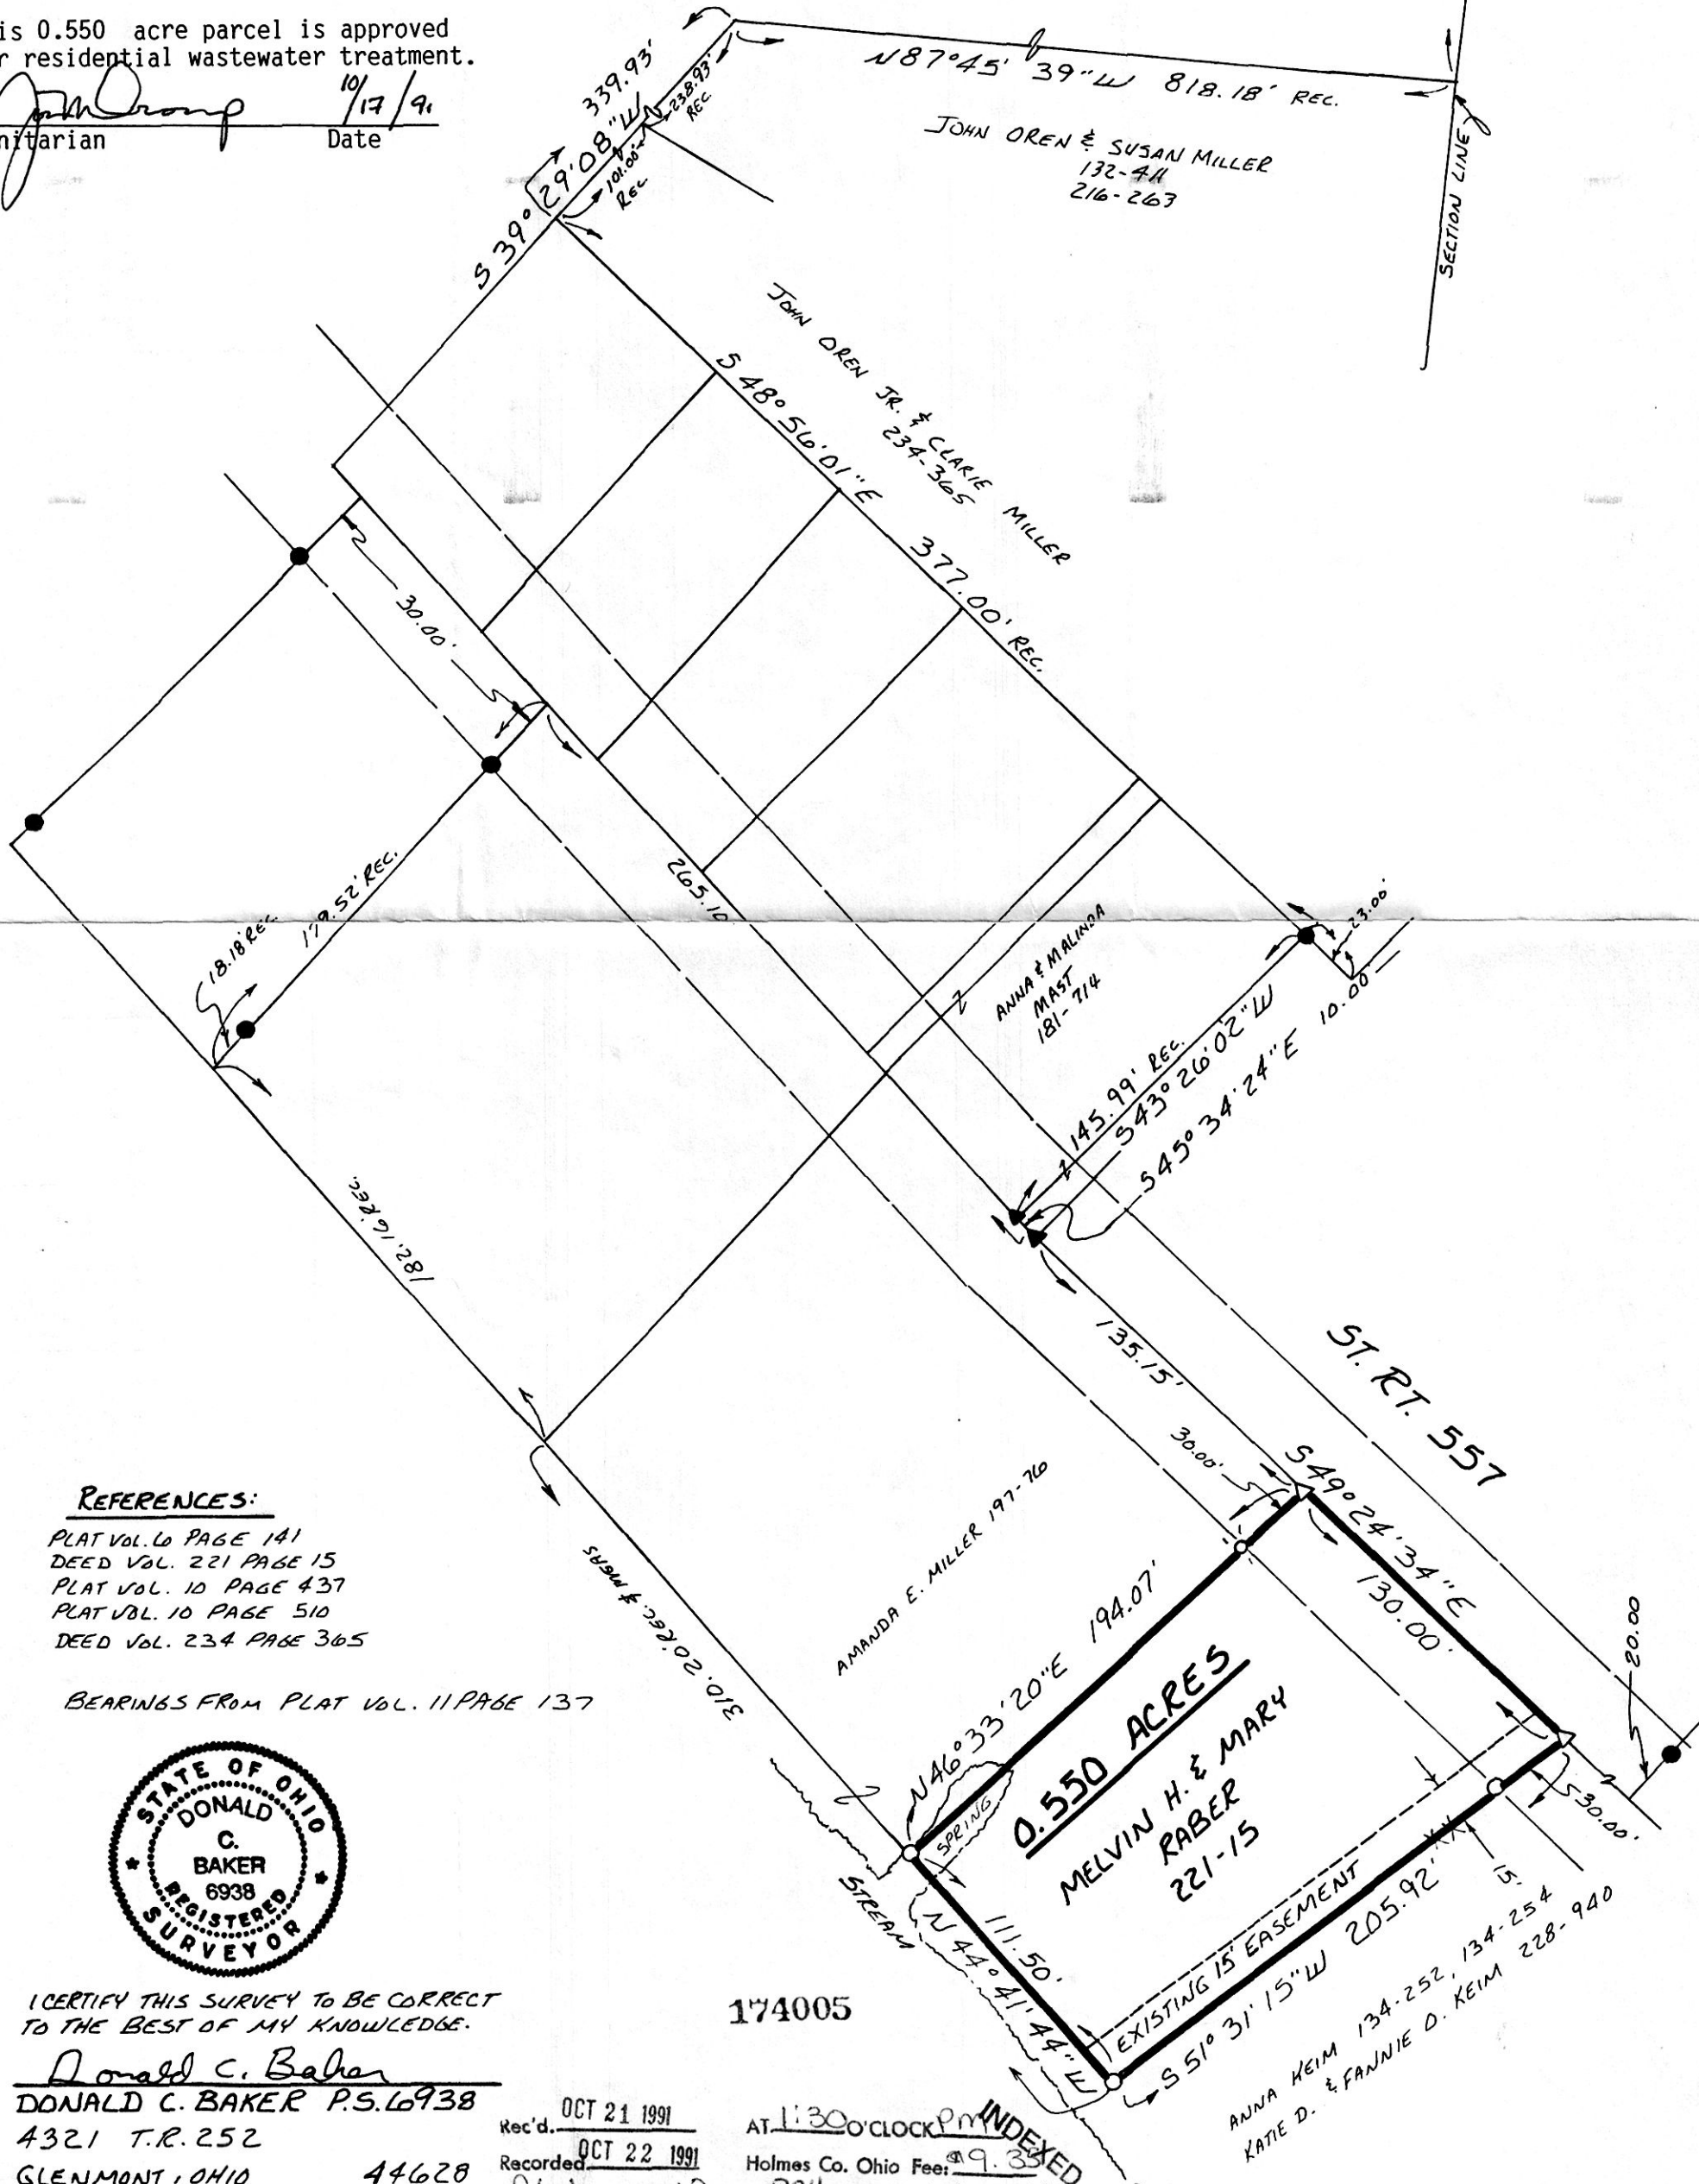 is 0.550 acre parcel is approved
r residential wastewater treatment.
10/17/91
nitarian Date
339.93'
S 39° 29' 08" W
238.93' REC.
101.00' REC.
N 87° 45' 39" W 818.18' REC.
JOHN OREN & SUSAN MILLER
132-411
216-263
SECTION LINE
JOHN OREN JR. & CLARIE MILLER
234-365
S 48° 56' 01" E 377.00' REC.
30.00'
265.10
18.18' REC.
179.52' REC.
ANNA & MALINDA
MAST
181-714
23.00'
145.99' REC.
S 43° 26' 02" W
S 45° 34' 24" E 10.00'
182.16' REC.
135.15'
ST. RT. 557
30.00'
S 49° 24' 34" E
130.00'
20.00
AMANDA E. MILLER 197-76
310.20' REC. & MEAS
N 46° 33' 20" E 194.07'
0.550 ACRES
MELVIN H. & MARY
RABER
221-15
SPRING
STREAM
30.00'
15'
111.50'
N 44° 41' 44" E
EXISTING 15' EASEMENT
S 51° 31' 15" W 205.92'
ANNA KEIM 134-252, 134-254
KATIE D. & FANNIE D. KEIM 228-940
REFERENCES:
PLAT VOL. 6 PAGE 141
DEED VOL. 221 PAGE 15
PLAT VOL. 10 PAGE 437
PLAT VOL. 10 PAGE 510
DEED VOL. 234 PAGE 365
BEARINGS FROM PLAT VOL. 11 PAGE 137
STATE OF OHIO
DONALD
C.
BAKER
6938
REGISTERED
SURVEYOR
I CERTIFY THIS SURVEY TO BE CORRECT
TO THE BEST OF MY KNOWLEDGE.
Donald C. Baker
DONALD C. BAKER P.S. 6938
4321 T.R. 252
GLENMONT, OHIO 44628
174005
Rec'd. OCT 21 1991 AT 1:30 O'CLOCK PM
INDEXED
Recorded OCT 22 1991 Holmes Co. Ohio Fee: